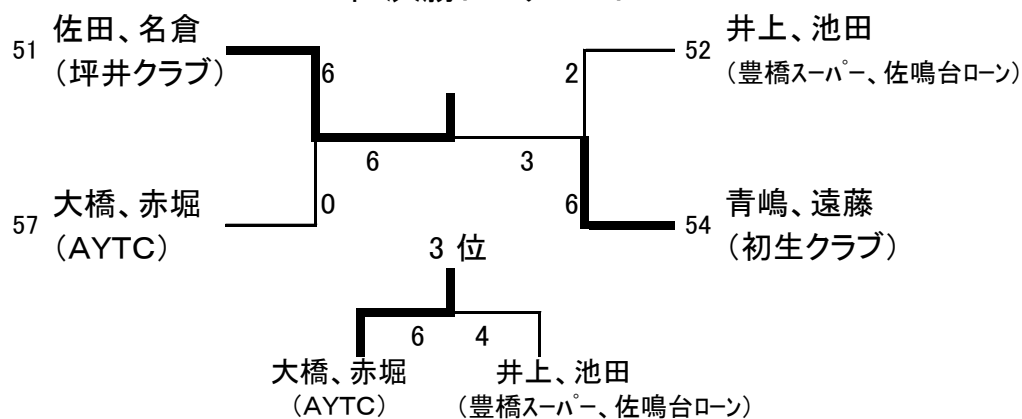 51 佐田、名倉
(坪井クラブ)
6
2
52 井上、池田
(豊橋スーパー、佐鳴台ローン)
6
3
57 大橋、赤堀
(AYTC)
0
6
54 青嶋、遠藤
(初生クラブ)
3 位
6 4
大橋、赤堀
(AYTC)
井上、池田
(豊橋スーパー、佐鳴台ローン)